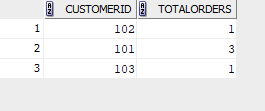 CUSTOMERID TOTALORDERS
1 102 1
2 101 3
3 103 1